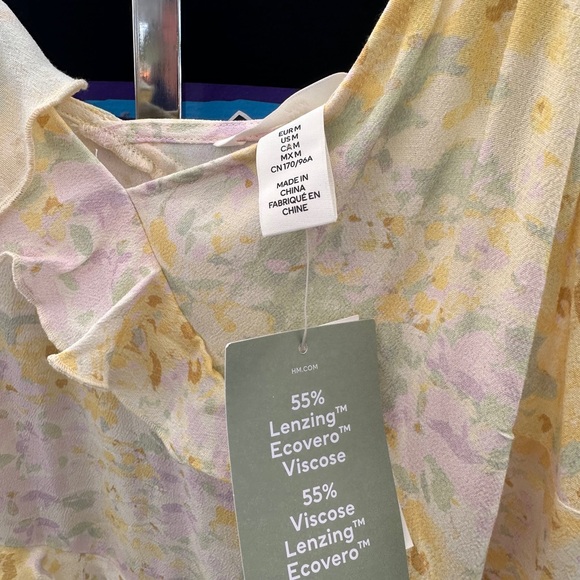 EUR M
US M
CA M
MX M
CN 170/96A
MADE IN
CHINA
FABRIQUÉ EN
CHINE
HM.COM
55%
Lenzing™
Ecovero™
Viscose
55%
Viscose
Lenzing™
Ecovero™